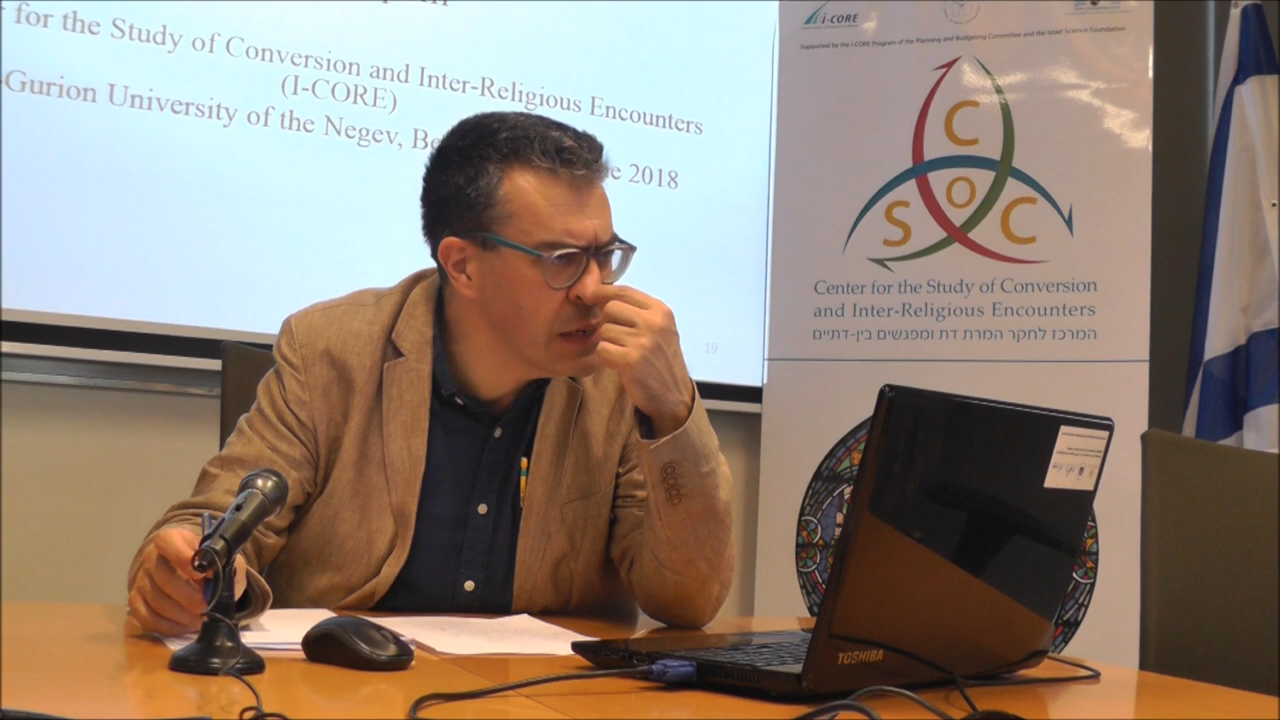 for the Study of Conversion and Inter-Religious Encounters
(I-CORE)
-Gurion University of the Negev, Be
e 2018
19
i-CORE
Supported by the I-CORE Program of the Planning and Budgeting Committee and the Israel Science Foundation
C
S O C
Center for the Study of Conversion
and Inter-Religious Encounters
המרכז לחקר המרת דת ומפגשים בין-דתיים
TOSHIBA